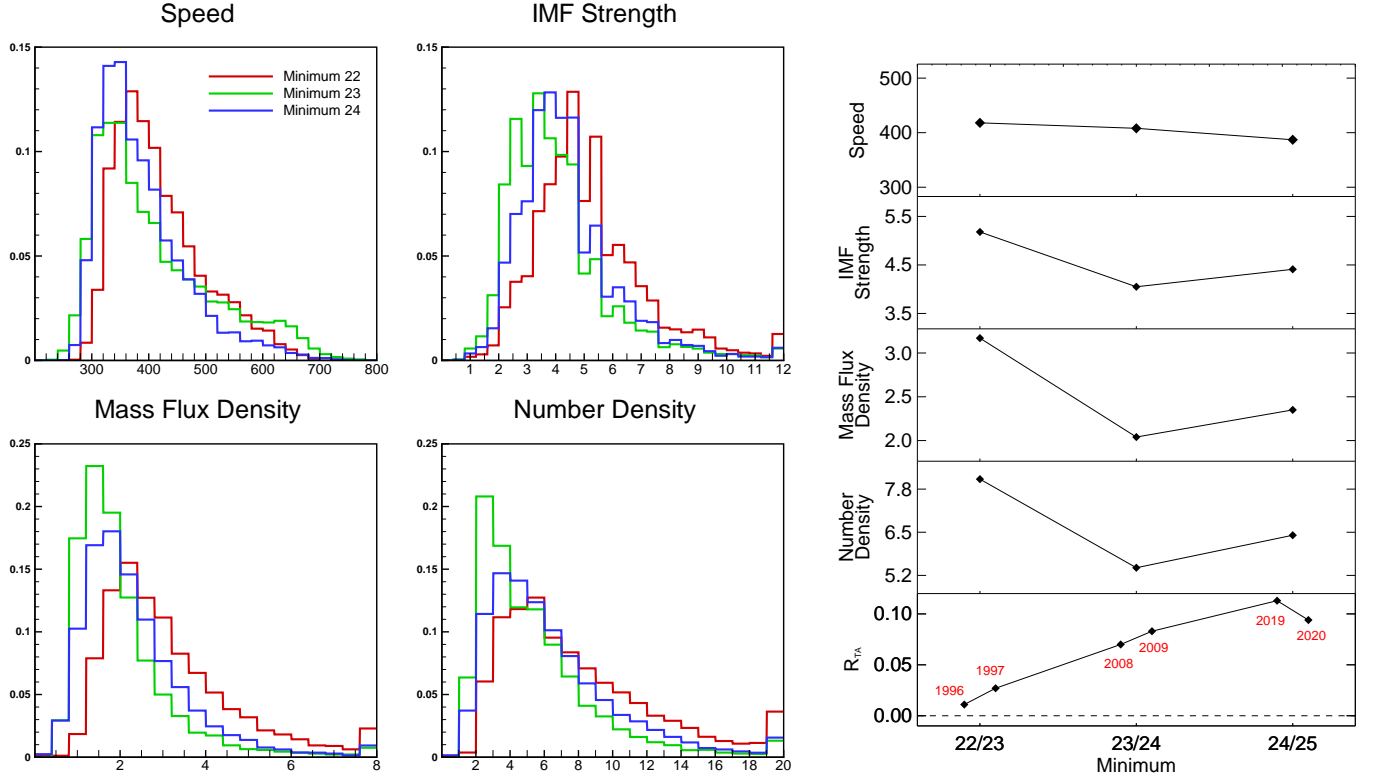 Speed
IMF Strength
0.15
0.1
0.05
0
300 400 500 600 700 800
Minimum 22
Minimum 23
Minimum 24
0.15
0.1
0.05
0
1 2 3 4 5 6 7 8 9 10 11 12
Mass Flux Density
Number Density
0.25
0.2
0.15
0.1
0.05
0
2 4 6 8
0.25
0.2
0.15
0.1
0.05
0
2 4 6 8 10 12 14 16 18 20
Speed
500
400
300
IMF
Strength
5.5
4.5
3.5
Mass Flux
Density
3.0
2.5
2.0
Number
Density
7.8
6.5
5.2
RTA
0.10
0.05
0.00
1996
1997
2008
2009
2019
2020
22/23 23/24 24/25
Minimum